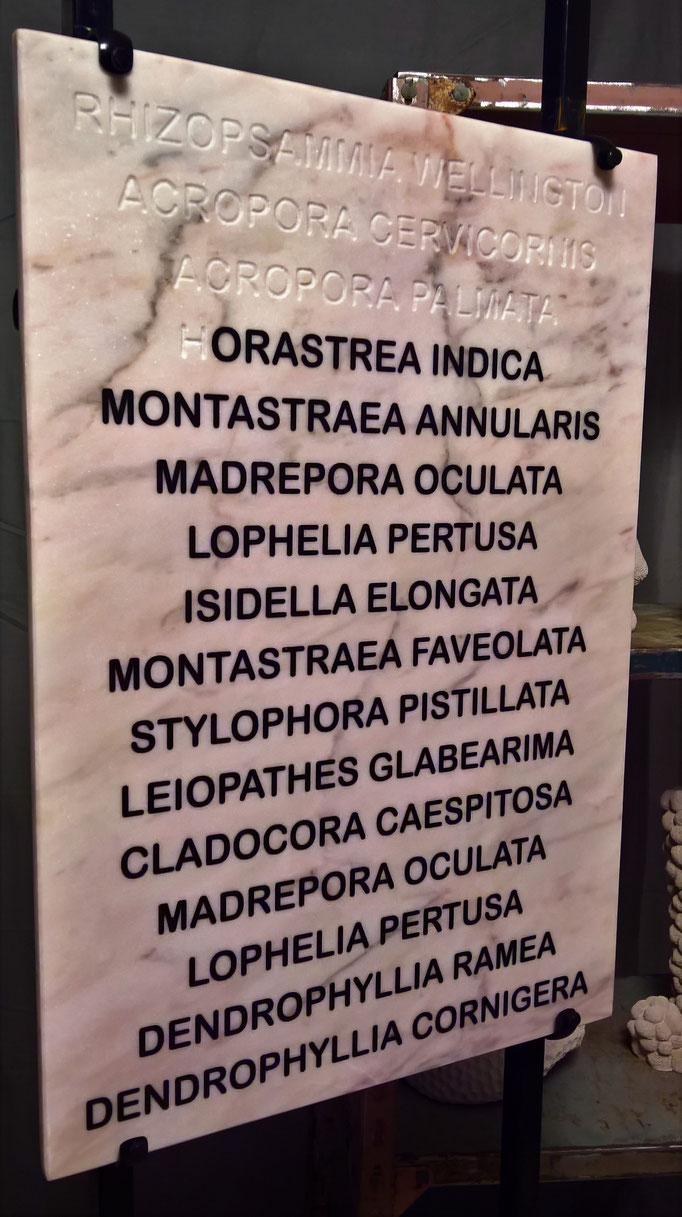 RHIZOPSAMMIA WELLINGTON
ACROPORA CERVICORNIS
ACROPORA PALMATA
HORASTREA INDICA
MONTASTRAEA ANNULARIS
MADREPORA OCULATA
LOPHELIA PERTUSA
ISIDELLA ELONGATA
MONTASTRAEA FAVEOLATA
STYLOPHORA PISTILLATA
LEIOPATHES GLABEARIMA
CLADOCORA CAESPITOSA
MADREPORA OCULATA
LOPHELIA PERTUSA
DENDROPHYLLIA RAMEA
DENDROPHYLLIA CORNIGERA